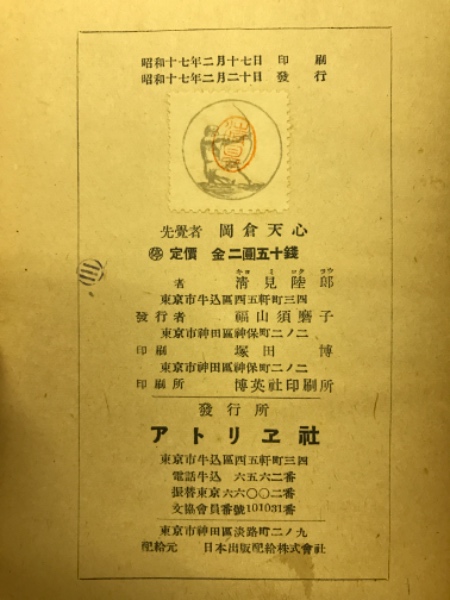 昭和十七年二月十七日 印刷
昭和十七年二月二十日 發行
先覺者 岡倉天心
停 定價 金二圓五十錢
著者 清見陸郎
キヨ ミ ロク ラウ
東京市牛込區西五軒町三四
發行者 福山須磨子
東京市神田區神保町二ノ二
印刷 塚田博
東京市神田區神保町二ノ二
印刷所 博英社印刷所
發行所
アトリヱ社
東京市牛込區西五軒町三四
電話牛込 六五六二番
振替東京六六〇〇二番
文協會員番號101031番
東京市神田區淡路町二ノ九
配給元 日本出版配給株式會社